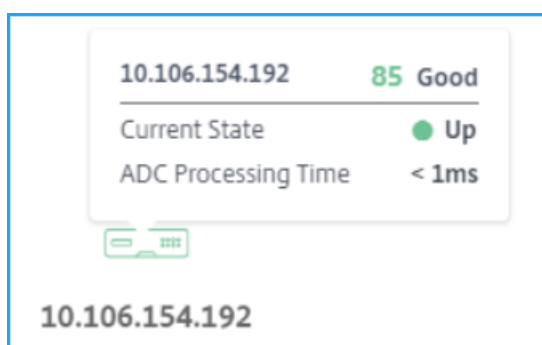 10.106.154.192 85 Good
Current State Up
ADC Processing Time < 1ms
10.106.154.192